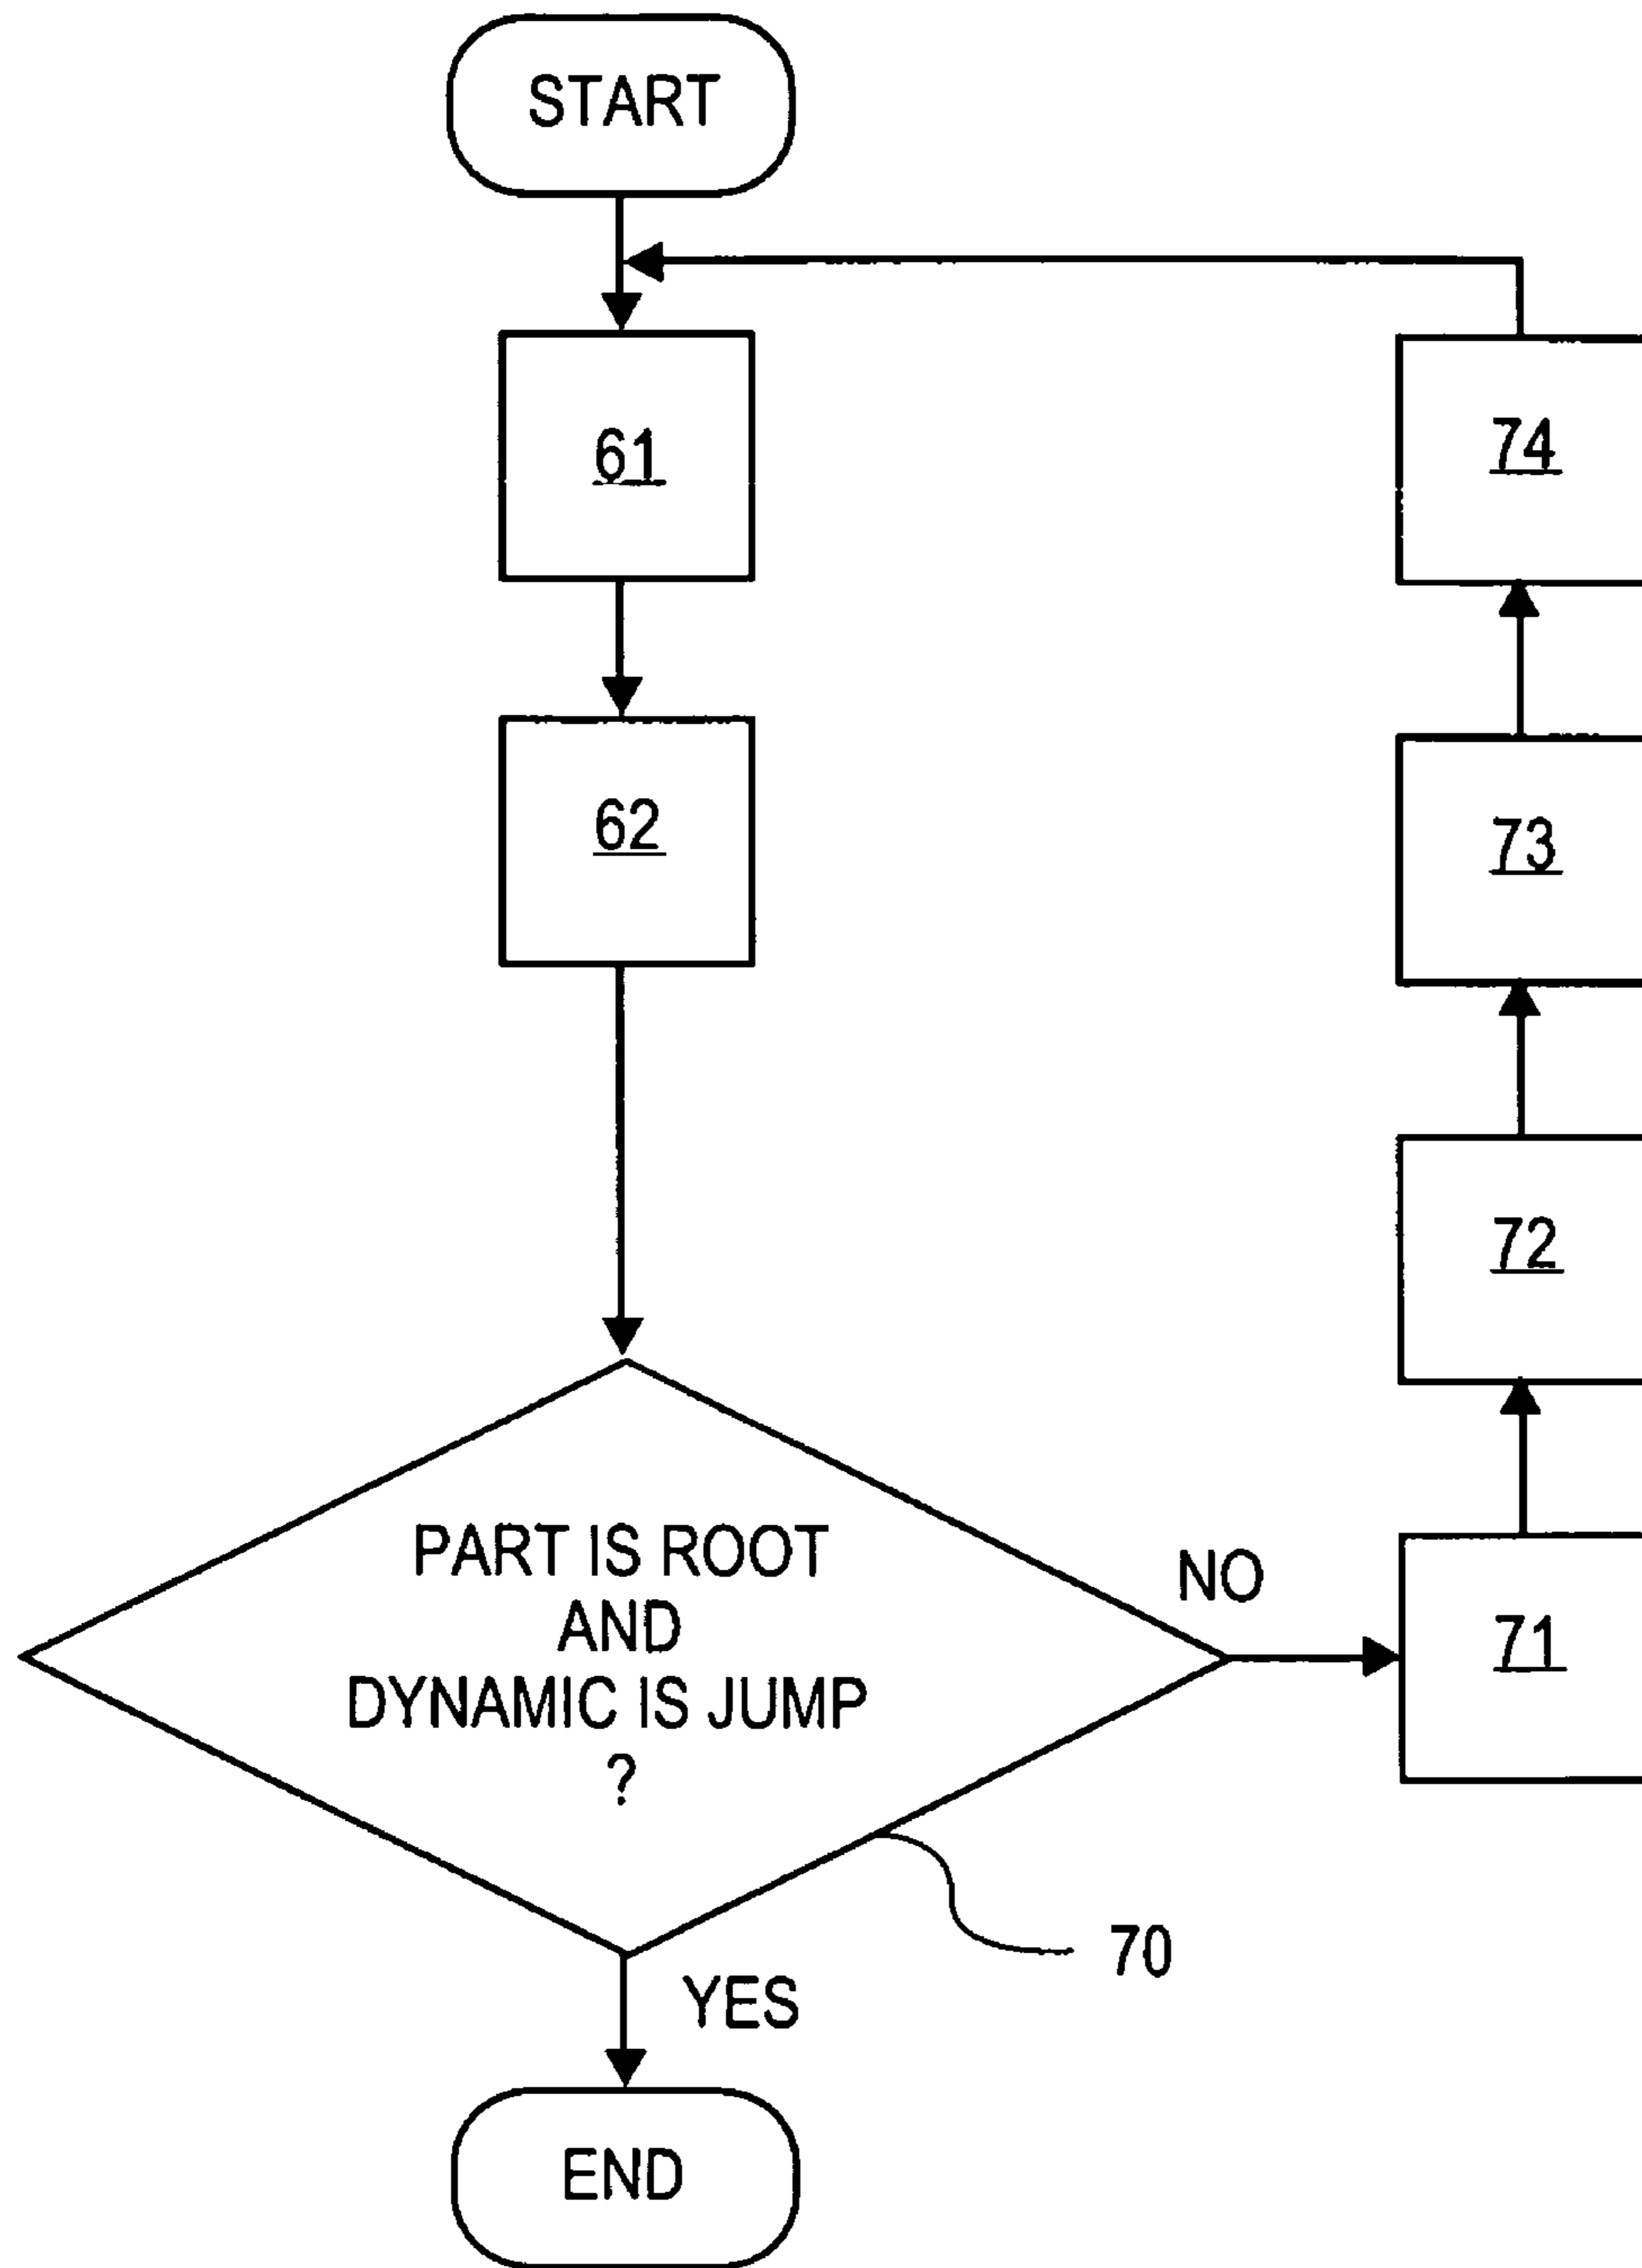 START
61
62
PART IS ROOT
AND
DYNAMIC IS JUMP
?
NO
YES
70
71
72
73
74
END